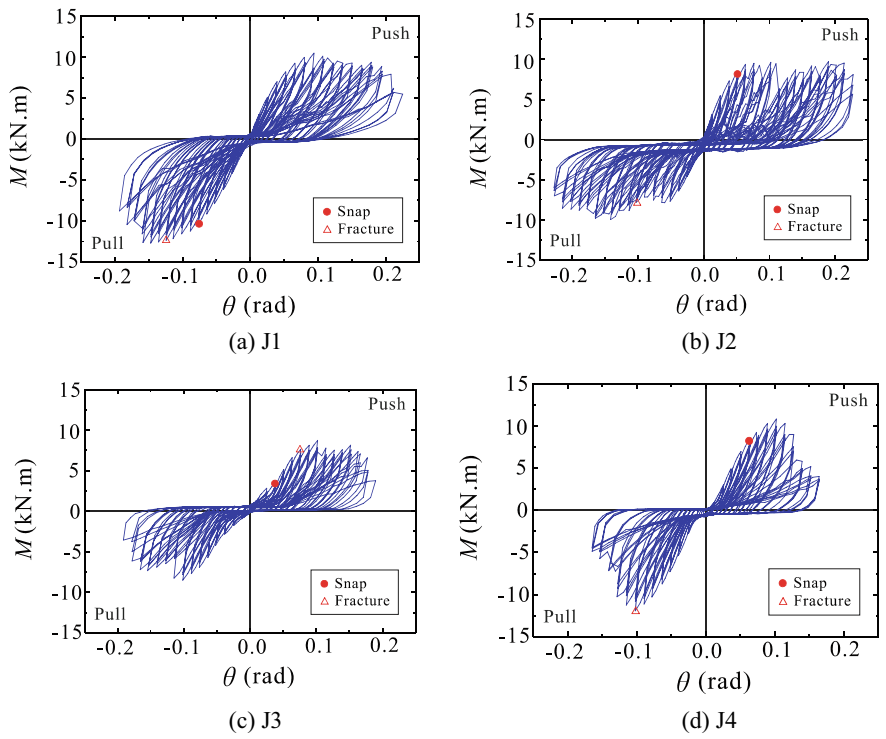 15
10
5
0
-5
-10
-15
M (kN.m)
Push
Pull
Snap
Fracture
-0.2 -0.1 0.0 0.1 0.2
θ (rad)
(a) J1
15
10
5
0
-5
-10
-15
M (kN.m)
Push
Pull
Snap
Fracture
-0.2 -0.1 0.0 0.1 0.2
θ (rad)
(b) J2
15
10
5
0
-5
-10
-15
M (kN.m)
Push
Pull
Snap
Fracture
-0.2 -0.1 0.0 0.1 0.2
θ (rad)
(c) J3
15
10
5
0
-5
-10
-15
M (kN.m)
Push
Pull
Snap
Fracture
-0.2 -0.1 0.0 0.1 0.2
θ (rad)
(d) J4